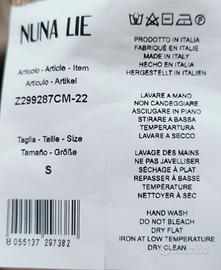 NUNA LIE
Articolo - Article - Item
Articulo - Artikel
Z299287CM-22
Taglia - Taille - Size
Tamaño - Größe
S
8 055137 297382
PRODOTTO IN ITALIA
FABRIQUÉ EN ITALIE
MADE IN ITALY
HECHO EN ITALIA
HERGESTELLT IN ITALIEN
LAVARE A MANO
NON CANDEGGIARE
ASCIUGARE IN PIANO
STIRARE A BASSA
TEMPERARTURA
LAVARE A SECCO
LAVAGE DES MAINS
NE PAS JAVELLISER
SÉCHAGE À PLAT
REPASSER À BASSE
TEMPÉRATURE
NETTOYER À SEC
HAND WASH
DO NOT BLEACH
DRY FLAT
IRON AT LOW TEMPERATURE
DRY CLEAN